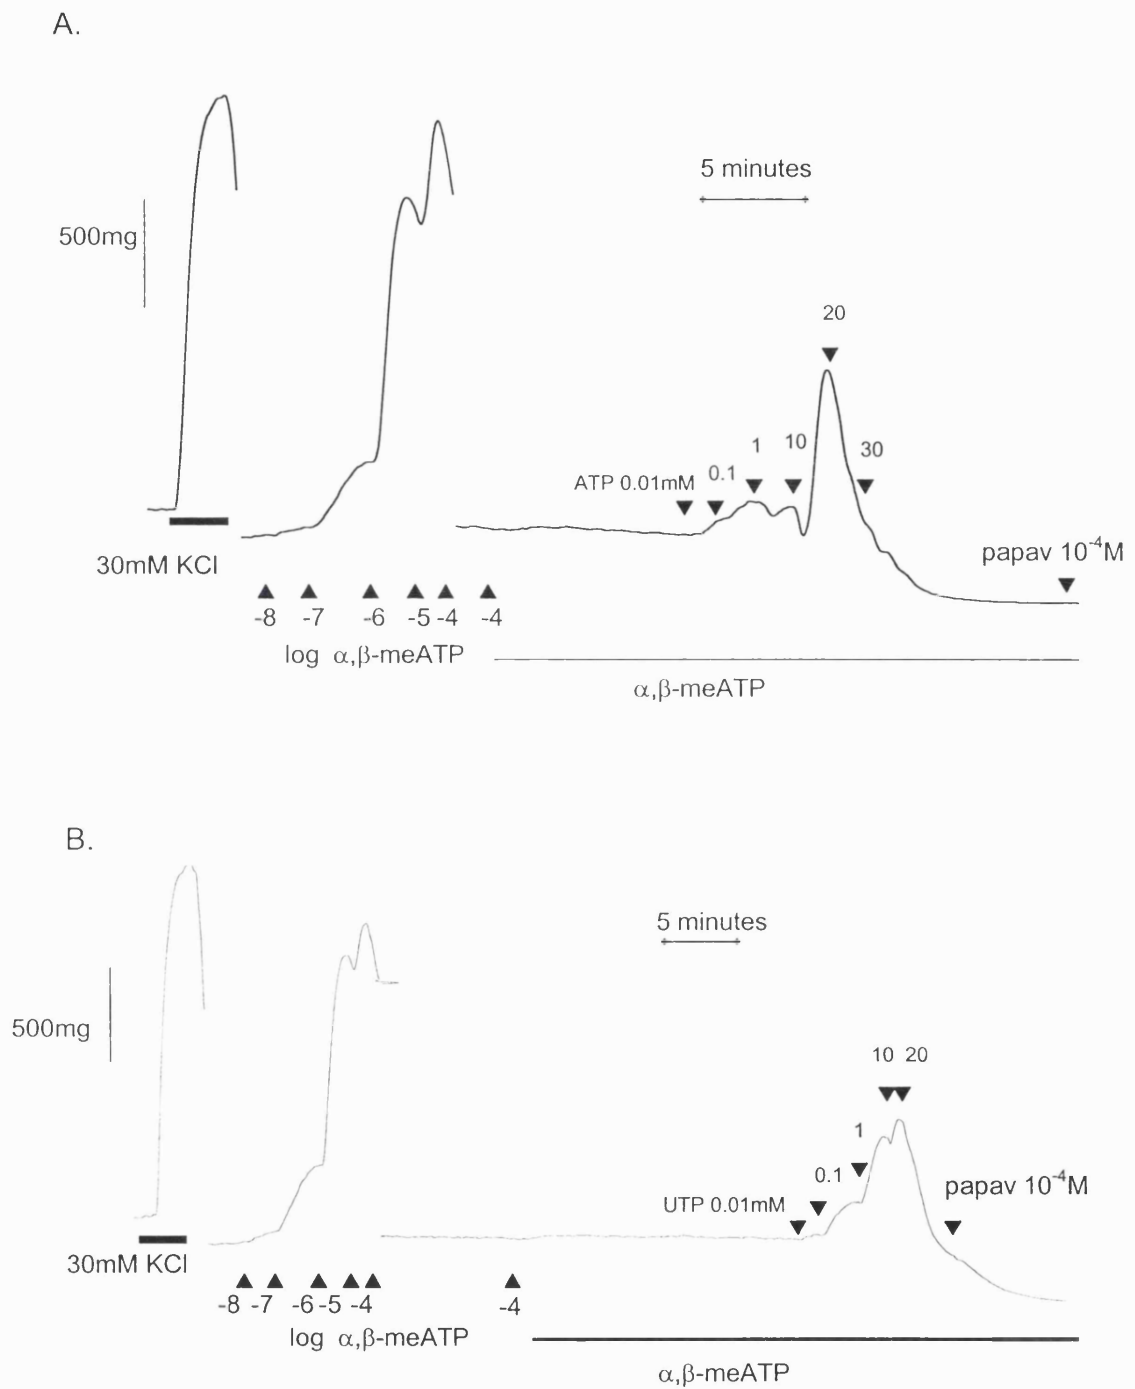 A.
5 minutes
500mg
20
1 10 30
ATP 0.01mM 0.1
papav 10⁻⁴M
30mM KCl
-8 -7 -6 -5 -4 -4
log α,β-meATP
α,β-meATP
B.
5 minutes
500mg
10 20
1
0.1
UTP 0.01mM
papav 10⁻⁴M
30mM KCl
-8 -7 -6 -5 -4 -4
log α,β-meATP
α,β-meATP